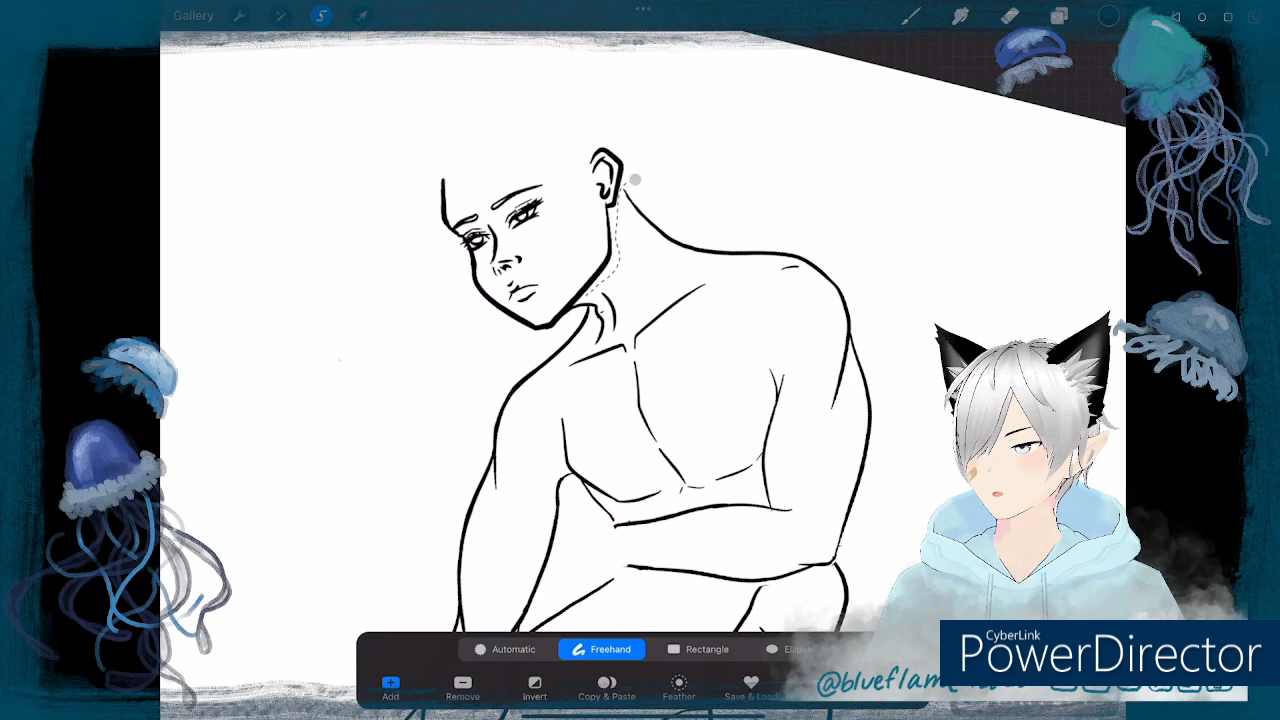 Gallery
Automatic
Freehand
Rectangle
Add
Remove
Invert
Copy & Paste
Feather
CyberLink
PowerDirector